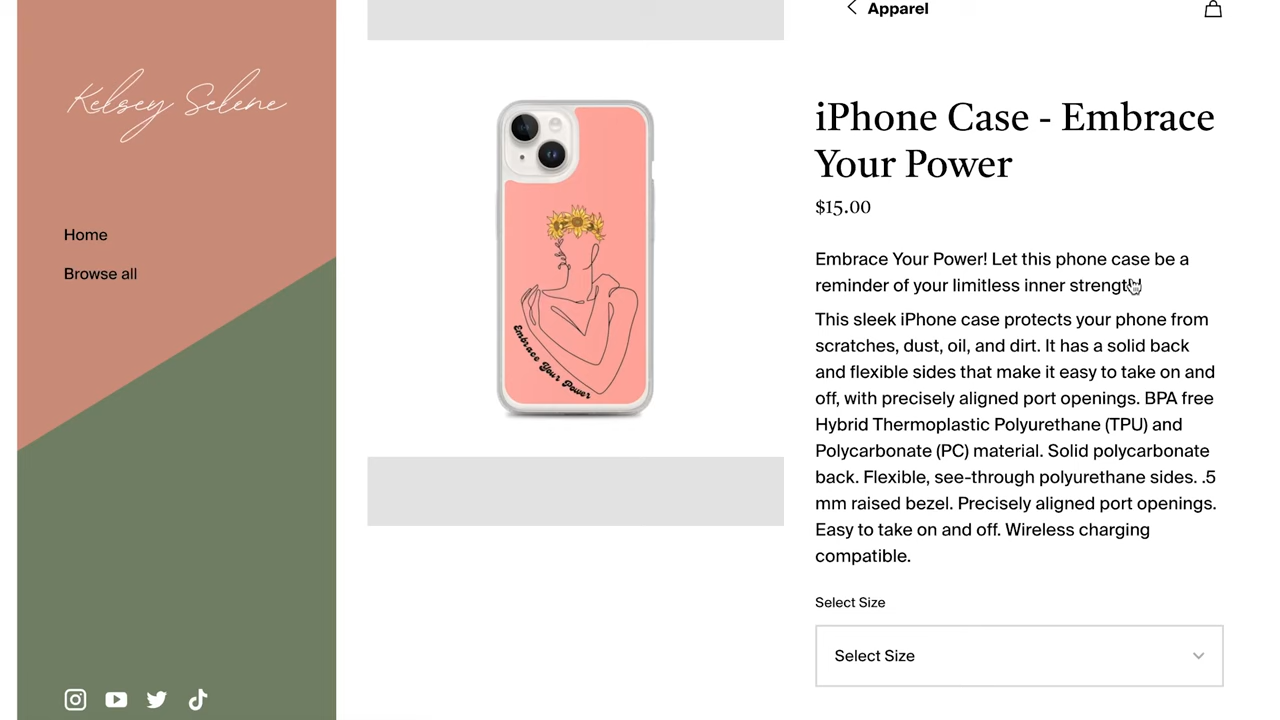 Kelsey Selene
Home
Browse all
Embrace Your Power
Apparel
iPhone Case - Embrace
Your Power
$15.00
Embrace Your Power! Let this phone case be a
reminder of your limitless inner strength!
This sleek iPhone case protects your phone from
scratches, dust, oil, and dirt. It has a solid back
and flexible sides that make it easy to take on and
off, with precisely aligned port openings. BPA free
Hybrid Thermoplastic Polyurethane (TPU) and
Polycarbonate (PC) material. Solid polycarbonate
back. Flexible, see-through polyurethane sides. .5
mm raised bezel. Precisely aligned port openings.
Easy to take on and off. Wireless charging
compatible.
Select Size
Select Size